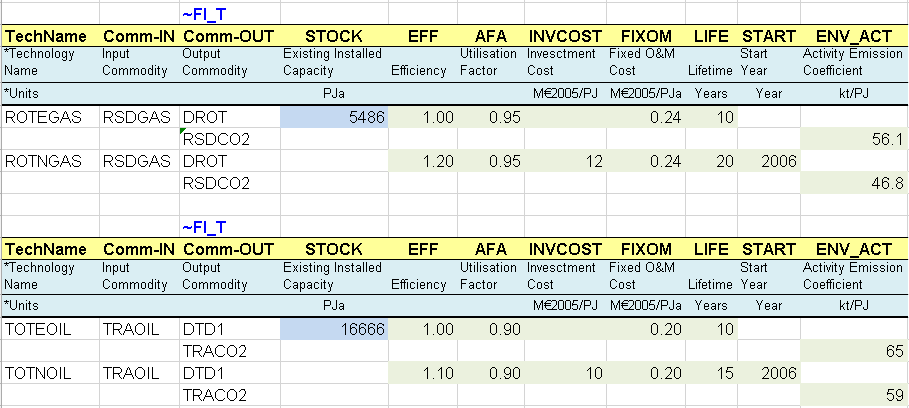 ~FI_T
TechName Comm-IN Comm-OUT STOCK EFF AFA INVCOST FIXOM LIFE START ENV_ACT
*Technology Input Output Existing Installed Utilisation Invesctment Fixed O&M Start Activity Emission
Name Commodity Commodity Capacity Efficiency Factor Cost Cost Lifetime Year Coefficient
*Units PJa M€2005/PJ M€2005/PJa Years Year kt/PJ
ROTEGAS RSDGAS DROT 5486 1.00 0.95 0.24 10
RSDCO2 56.1
ROTNGAS RSDGAS DROT 1.20 0.95 12 0.24 20 2006
RSDCO2 46.8
~FI_T
TechName Comm-IN Comm-OUT STOCK EFF AFA INVCOST FIXOM LIFE START ENV_ACT
*Technology Input Output Existing Installed Utilisation Invesctment Fixed O&M Start Activity Emission
Name Commodity Commodity Capacity Efficiency Factor Cost Cost Lifetime Year Coefficient
*Units PJa M€2005/PJ M€2005/PJa Years Year kt/PJ
TOTEOIL TRAOIL DTD1 16666 1.00 0.90 0.20 10
TRACO2 65
TOTNOIL TRAOIL DTD1 1.10 0.90 10 0.20 15 2006
TRACO2 59